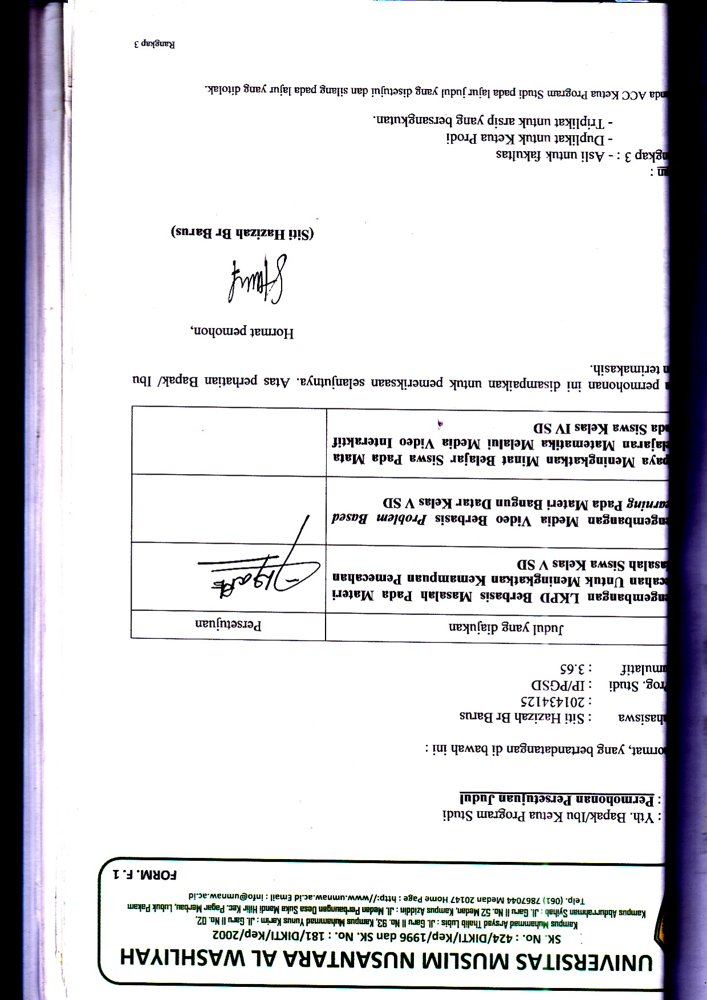 UNIVERSITAS MUSLIM NUSANTARA AL WASHLIYAH
SK. No. : 424/DIKTI/Kep/1996 dan SK. No. : 181/DIKTI/Kep/2002
Kampus Muhammad Arsyad Thalib Lubis : Jl. Garu II No. 93, Kampus Muhammad Yunus Karim : Jl. Garu II No. 02,
Kampus Abdurrahman Syihab : Jl. Garu II No. 52 Medan, Kampus Aziddin : Jl. Medan Perbaungan Desa Suka Mandi Hilir Kec. Pagar Merbau, Lubuk Pakam
Telp. (061) 7867044 Medan 20147 Home Page : http://www.umnaw.ac.id Email : info@umnaw.ac.id
FORM. F. 1
: Yth. Bapak/Ibu Ketua Program Studi
: Permohonan Persetujuan Judul
ormat, yang bertandatangan di bawah ini :
ahasiswa : Siti Hazizah Br Barus
: 201434125
rog. Studi : IP/PGSD
umulatif : 3.65
Judul yang diajukan Persetujuan
engembangan LKPD Berbasis Masalah Pada Materi
ecahan Untuk Meningkatkan Kemampuan Pemecahan
asalah Siswa Kelas V SD
engembangan Media Video Berbasis Problem Based
earning Pada Materi Bangun Datar Kelas V SD
paya Meningkatkan Minat Belajar Siswa Pada Mata
elajaran Matematika Melalui Media Video Interaktif
ada Siswa Kelas IV SD
n permohonan ini disampaikan untuk pemeriksaan selanjutnya. Atas perhatian Bapak/ Ibu
n terimakasih.
Hormat pemohon,
(Siti Hazizah Br Barus)
an :
ngkap 3 : - Asli untuk fakultas
- Duplikat untuk Ketua Prodi
- Triplikat untuk arsip yang bersangkutan.
anda ACC Ketua Program Studi pada lajur judul yang disetujui dan silang pada lajur yang ditolak.
Rangkap 3